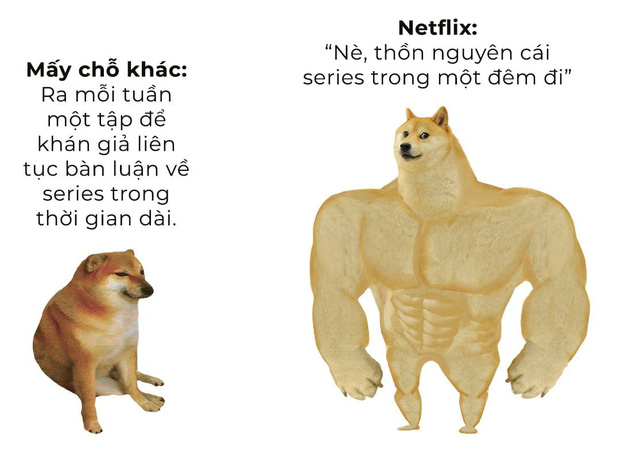 Mấy chỗ khác:
Ra mỗi tuần
một tập để
khán giả liên
tục bàn luận về
series trong
thời gian dài.
Netflix:
“Nè, thồn nguyên cái
series trong một đêm đi”